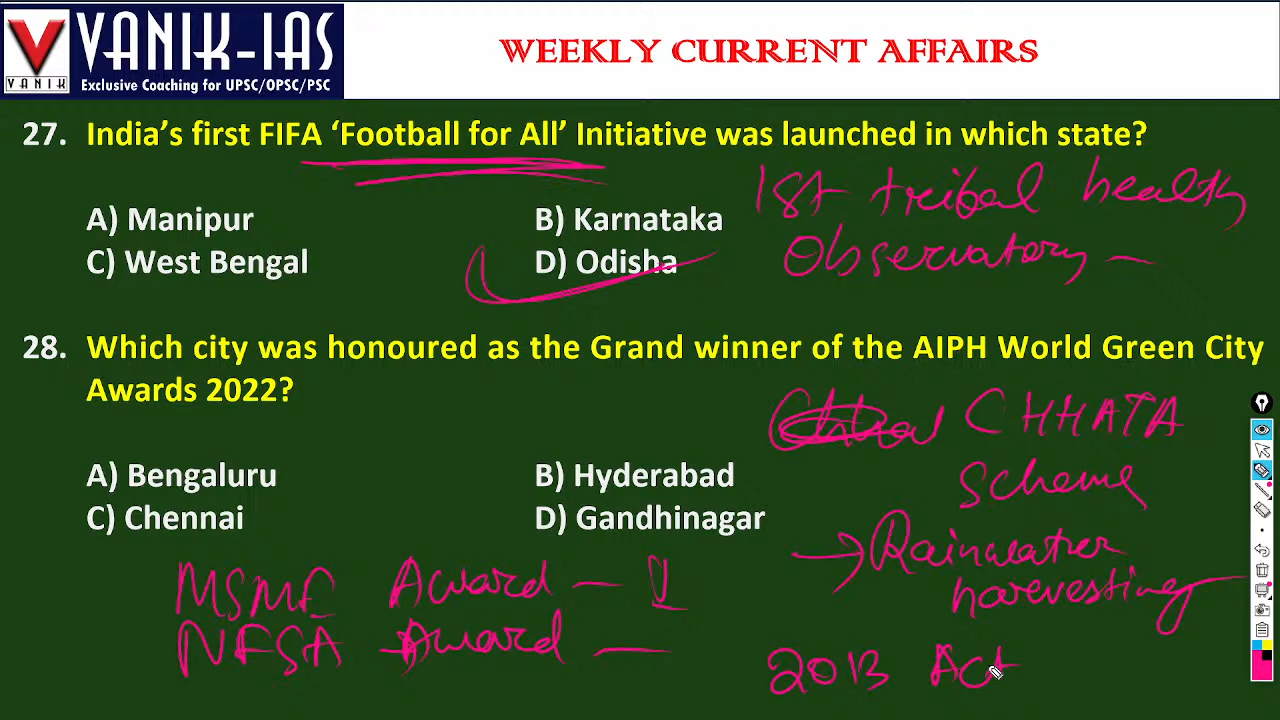 VANIK-IAS
VANIK
Exclusive Coaching for UPSC/OPSC/PSC
WEEKLY CURRENT AFFAIRS
27. India's first FIFA 'Football for All' Initiative was launched in which state?
A) Manipur B) Karnataka
C) West Bengal D) Odisha
1st tribal health
Observatory —
28. Which city was honoured as the Grand winner of the AIPH World Green City
Awards 2022?
CHHATA
Scheme
A) Bengaluru B) Hyderabad
C) Chennai D) Gandhinagar
→ Rainwater
harvesting
MSME Award — 1
NFSA Award —
2013 Act